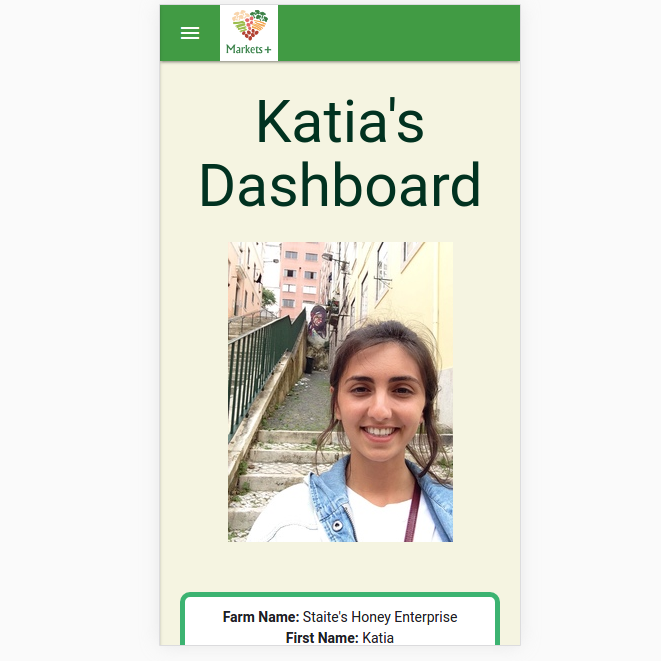 Markets+
Katia's
Dashboard
Farm Name: Staite's Honey Enterprise
First Name: Katia